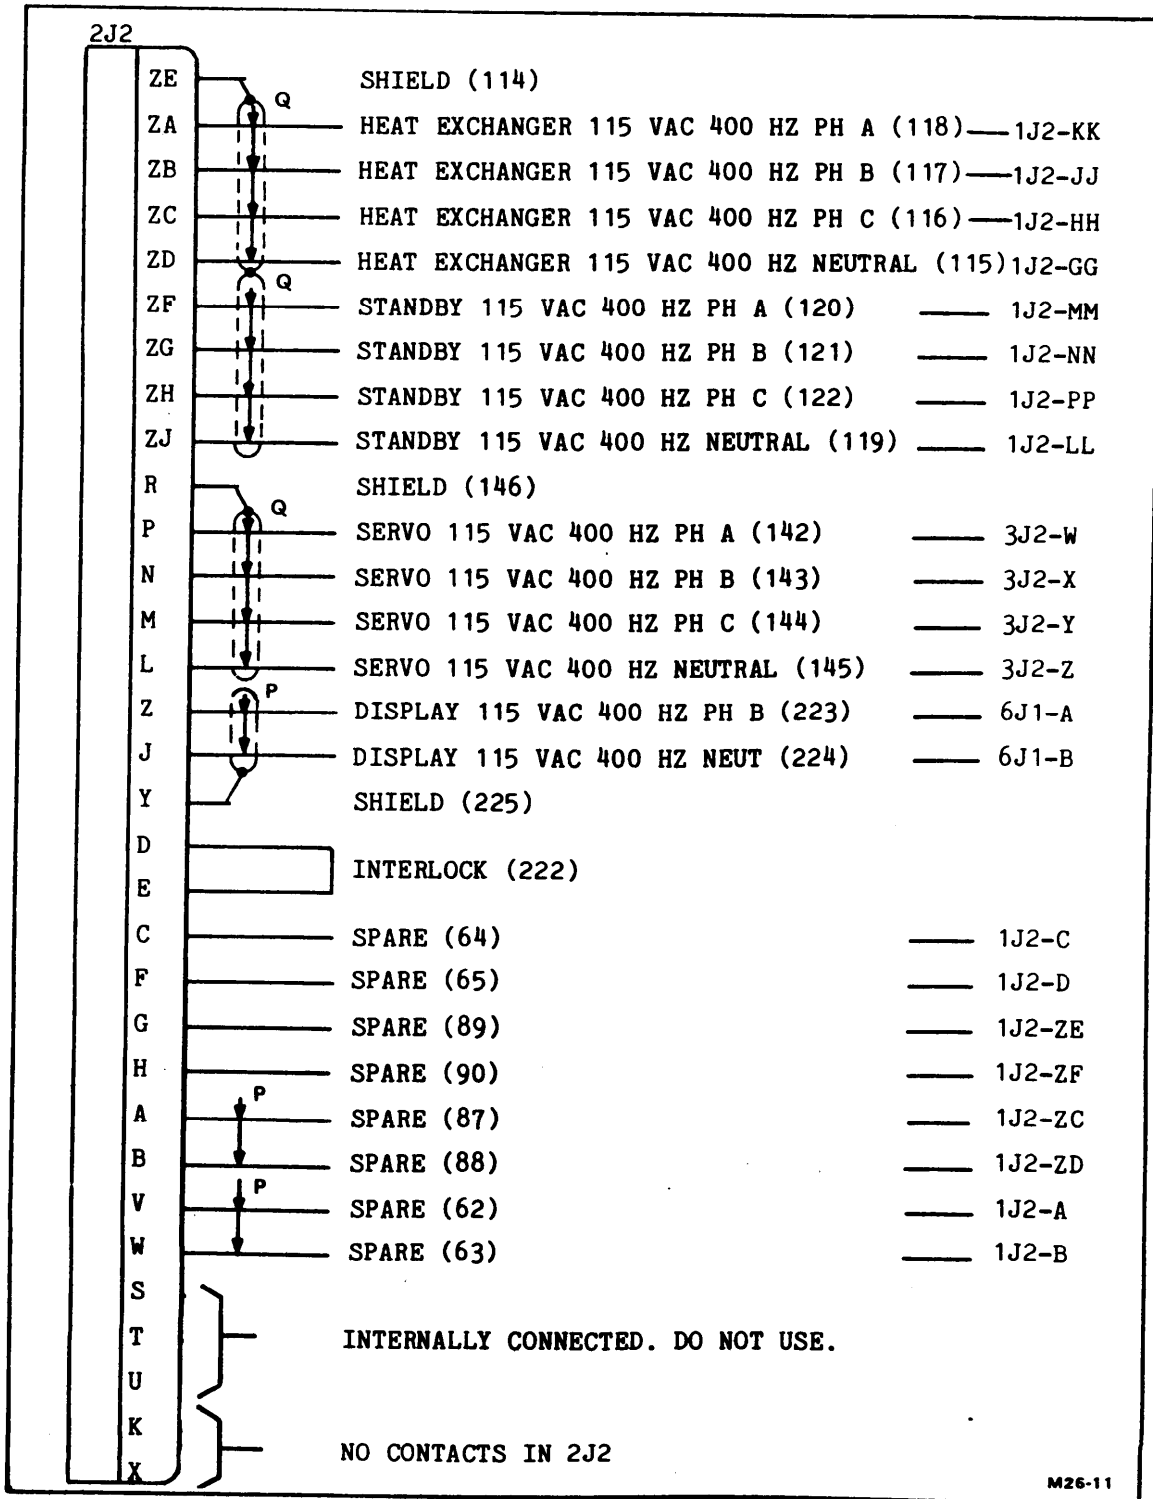 2J2
ZE SHIELD (114)
Q
ZA HEAT EXCHANGER 115 VAC 400 HZ PH A (118) 1J2-KK
ZB HEAT EXCHANGER 115 VAC 400 HZ PH B (117) 1J2-JJ
ZC HEAT EXCHANGER 115 VAC 400 HZ PH C (116) 1J2-HH
ZD HEAT EXCHANGER 115 VAC 400 HZ NEUTRAL (115) 1J2-GG
Q
ZF STANDBY 115 VAC 400 HZ PH A (120) 1J2-MM
ZG STANDBY 115 VAC 400 HZ PH B (121) 1J2-NN
ZH STANDBY 115 VAC 400 HZ PH C (122) 1J2-PP
ZJ STANDBY 115 VAC 400 HZ NEUTRAL (119) 1J2-LL
R SHIELD (146)
Q
P SERVO 115 VAC 400 HZ PH A (142) 3J2-W
N SERVO 115 VAC 400 HZ PH B (143) 3J2-X
M SERVO 115 VAC 400 HZ PH C (144) 3J2-Y
L SERVO 115 VAC 400 HZ NEUTRAL (145) 3J2-Z
P
Z DISPLAY 115 VAC 400 HZ PH B (223) 6J1-A
J DISPLAY 115 VAC 400 HZ NEUT (224) 6J1-B
Y SHIELD (225)
D
INTERLOCK (222)
E
C SPARE (64) 1J2-C
F SPARE (65) 1J2-D
G SPARE (89) 1J2-ZE
H SPARE (90) 1J2-ZF
P
A SPARE (87) 1J2-ZC
B SPARE (88) 1J2-ZD
P
V SPARE (62) 1J2-A
W SPARE (63) 1J2-B
S
T INTERNALLY CONNECTED. DO NOT USE.
U
K
NO CONTACTS IN 2J2
X
M26-11